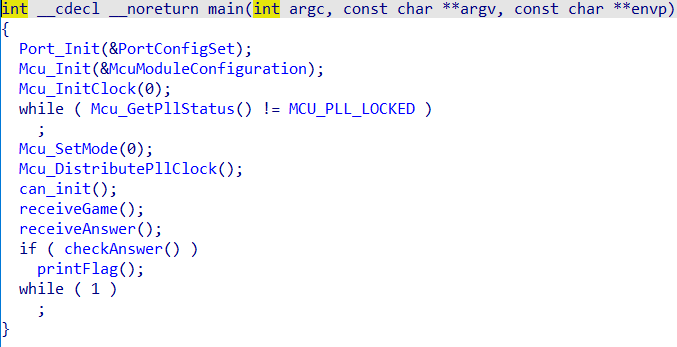 int __cdecl __noreturn main(int argc, const char **argv, const char **envp)
{
  Port_Init(&PortConfigSet);
  Mcu_Init(&McuModuleConfiguration);
  Mcu_InitClock(0);
  while ( Mcu_GetPllStatus() != MCU_PLL_LOCKED )
    ;
  Mcu_SetMode(0);
  Mcu_DistributePllClock();
  can_init();
  receiveGame();
  receiveAnswer();
  if ( checkAnswer() )
    printFlag();
  while ( 1 )
    ;
}